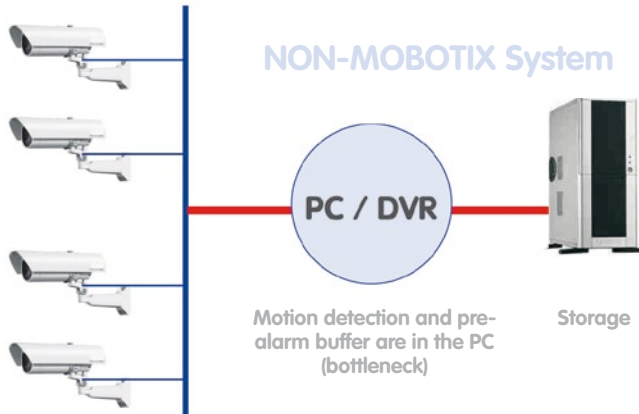 NON-MOBOTIX System
PC / DVR
Motion detection and pre-
alarm buffer are in the PC
(bottleneck)
Storage